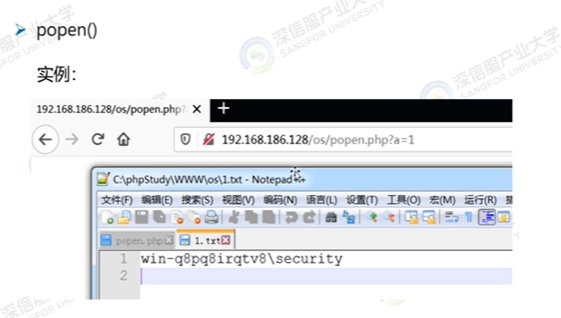 ➢ popen()
实例：
192.168.186.128/os/popen.php?
192.168.186.128/os/popen.php?a=1
C:\phpStudy\WWW\os\1.txt - Notepad++
文件(F) 编辑(E) 搜索(S) 视图(V) 编码(N) 语言(L) 设置(T) 工具(O) 宏(M) 运行(R)
popen.php 1.txt
1 win-q8pq8irqtv8\security
2
深信服产业大学
SANGFOR UNIVERSITY